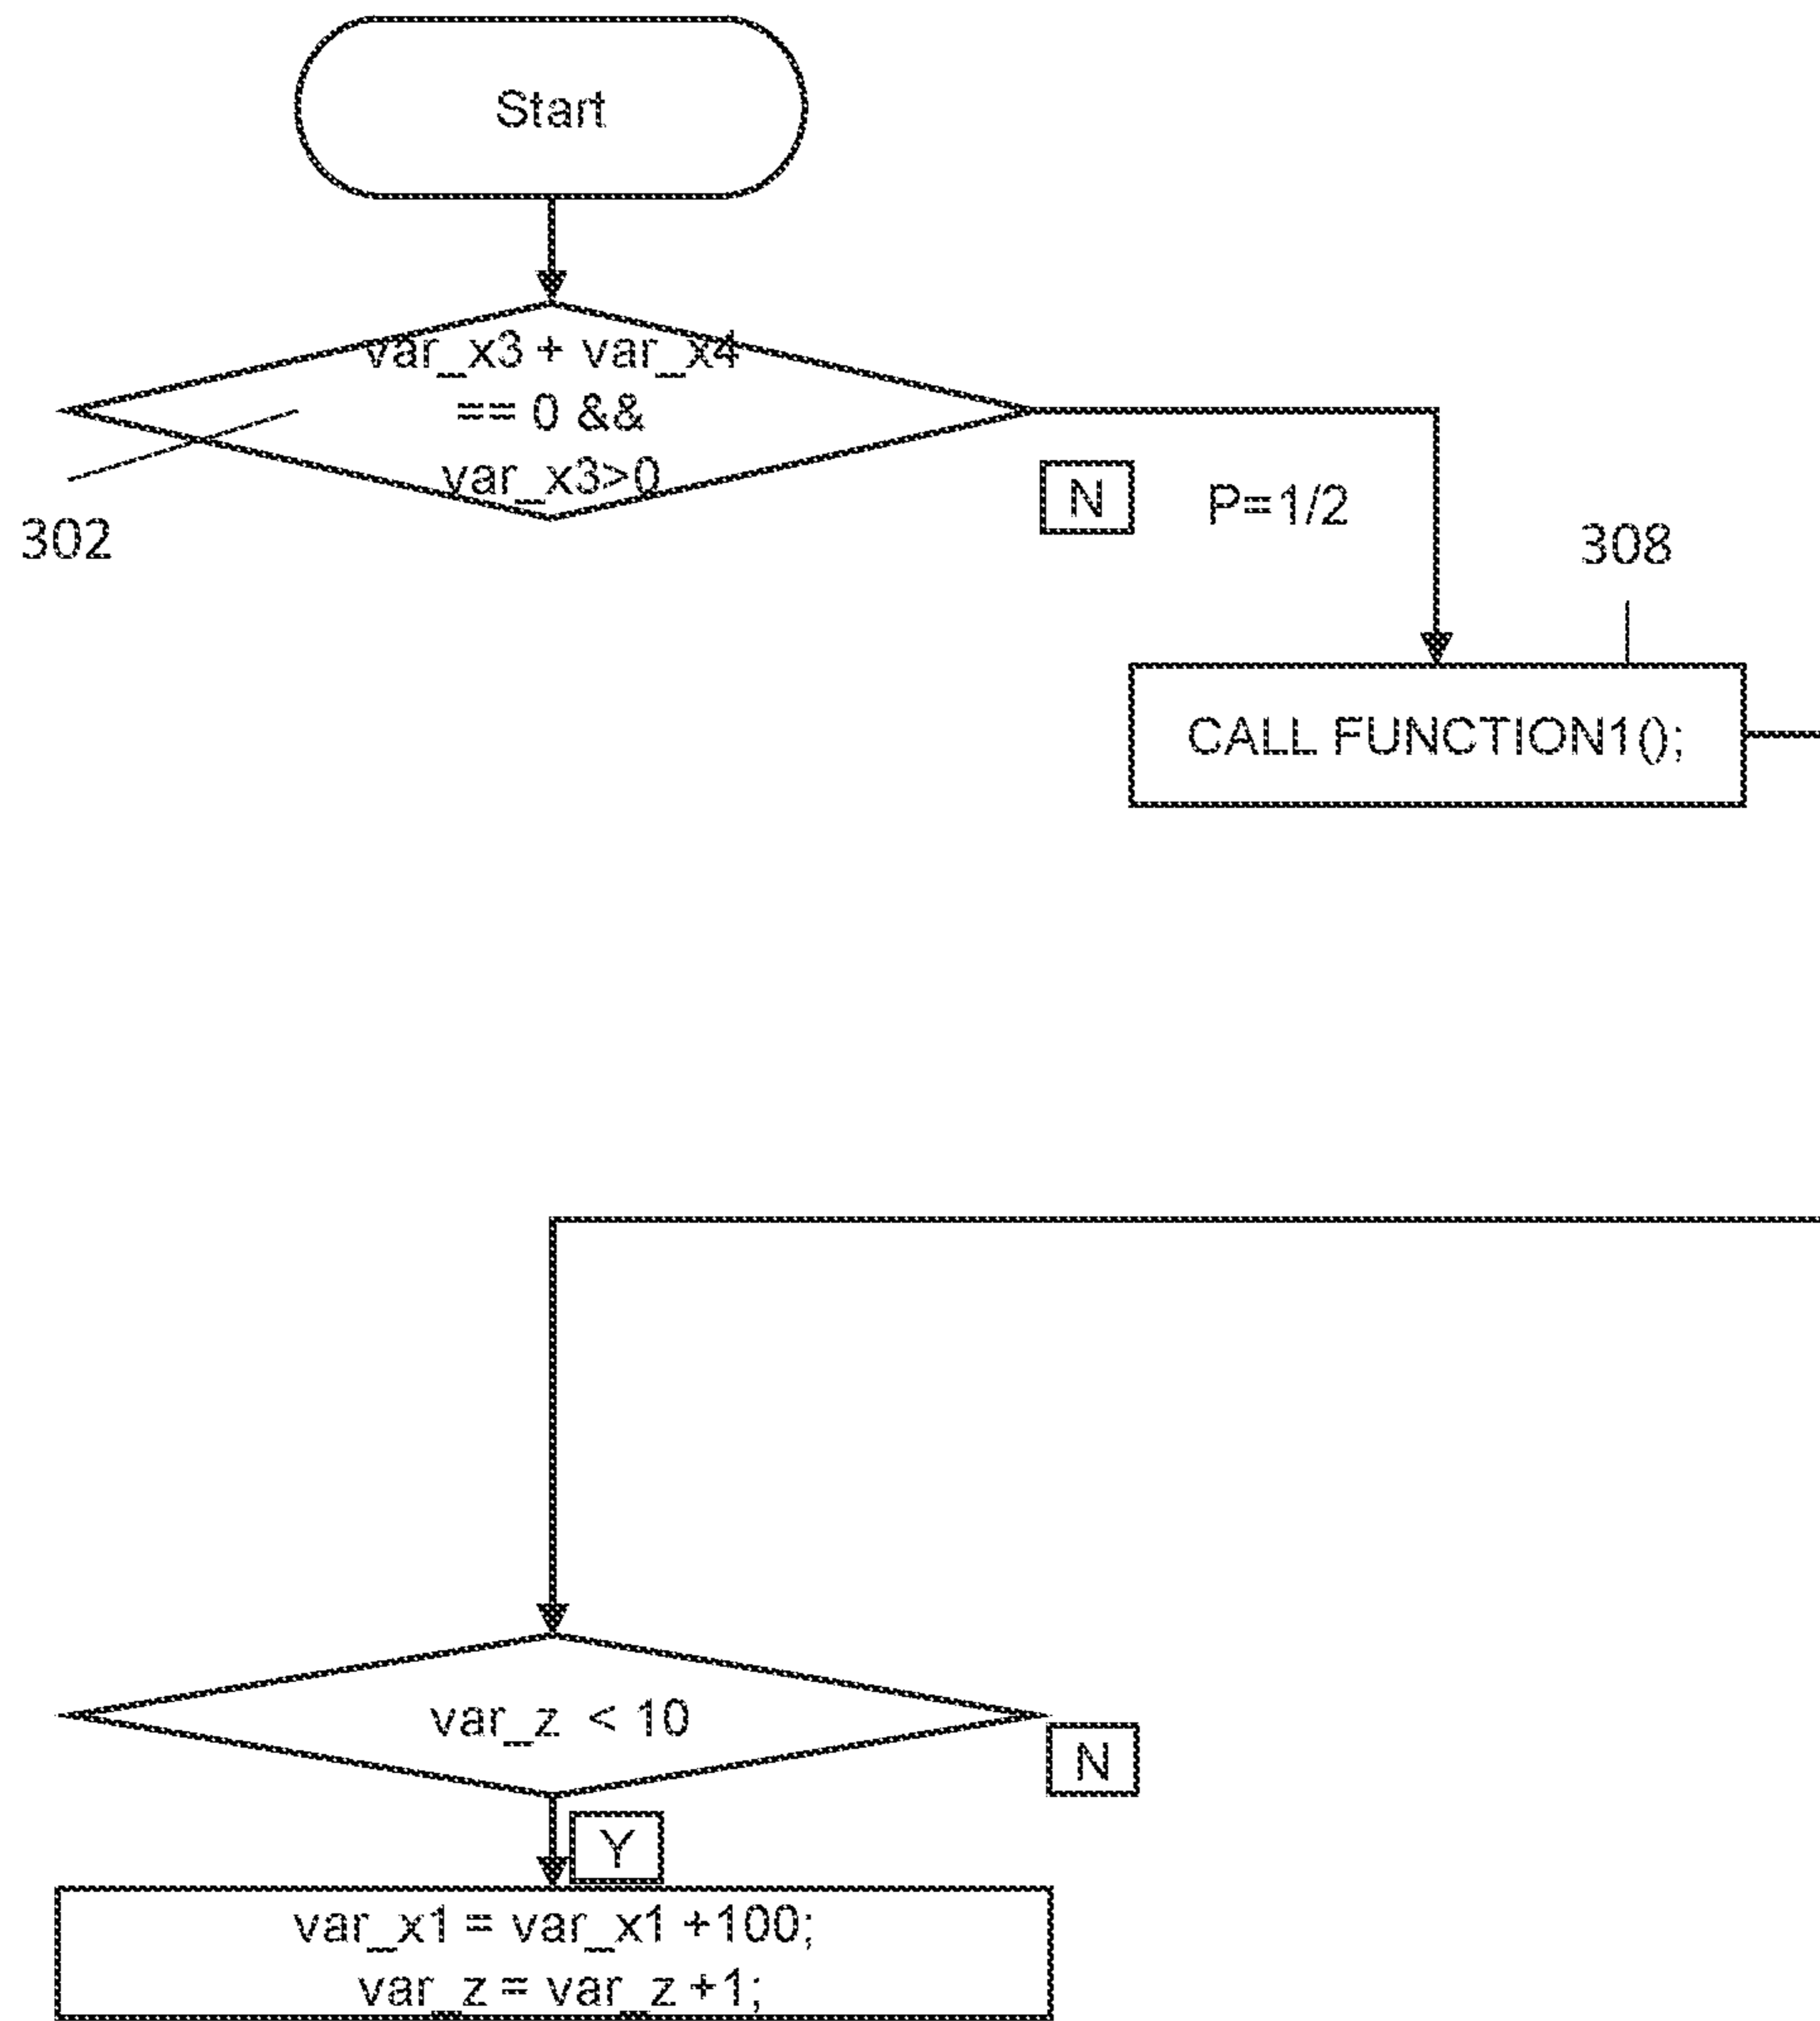 Start
var_x3 + var_x4
== 0 &&
var_x3>0
302
N
P=1/2
308
CALL FUNCTION1();
var_z < 10
N
Y
var_x1 = var_x1 +100;
var_z = var_z +1;